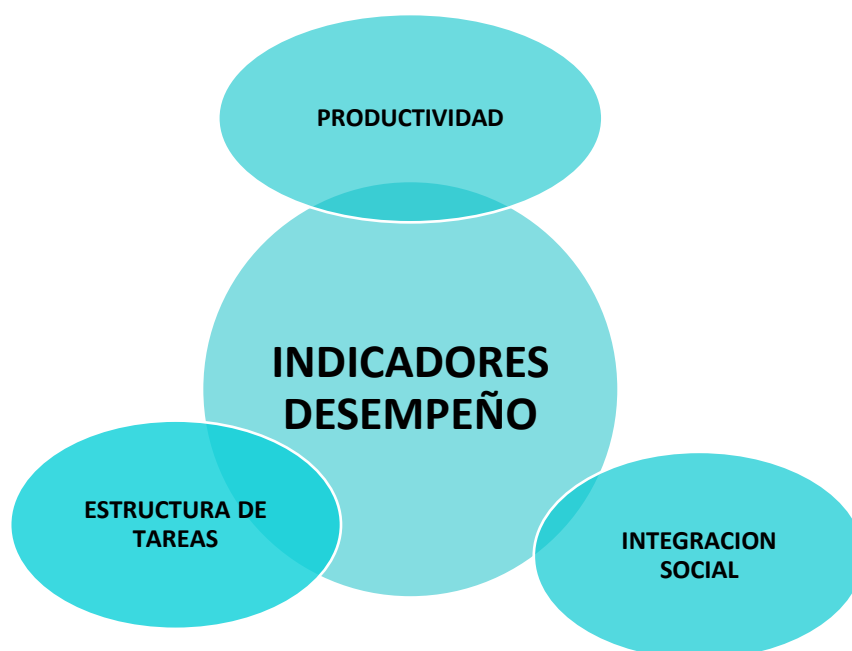 PRODUCTIVIDAD
INDICADORES
DESEMPEÑO
ESTRUCTURA DE
TAREAS
INTEGRACION
SOCIAL